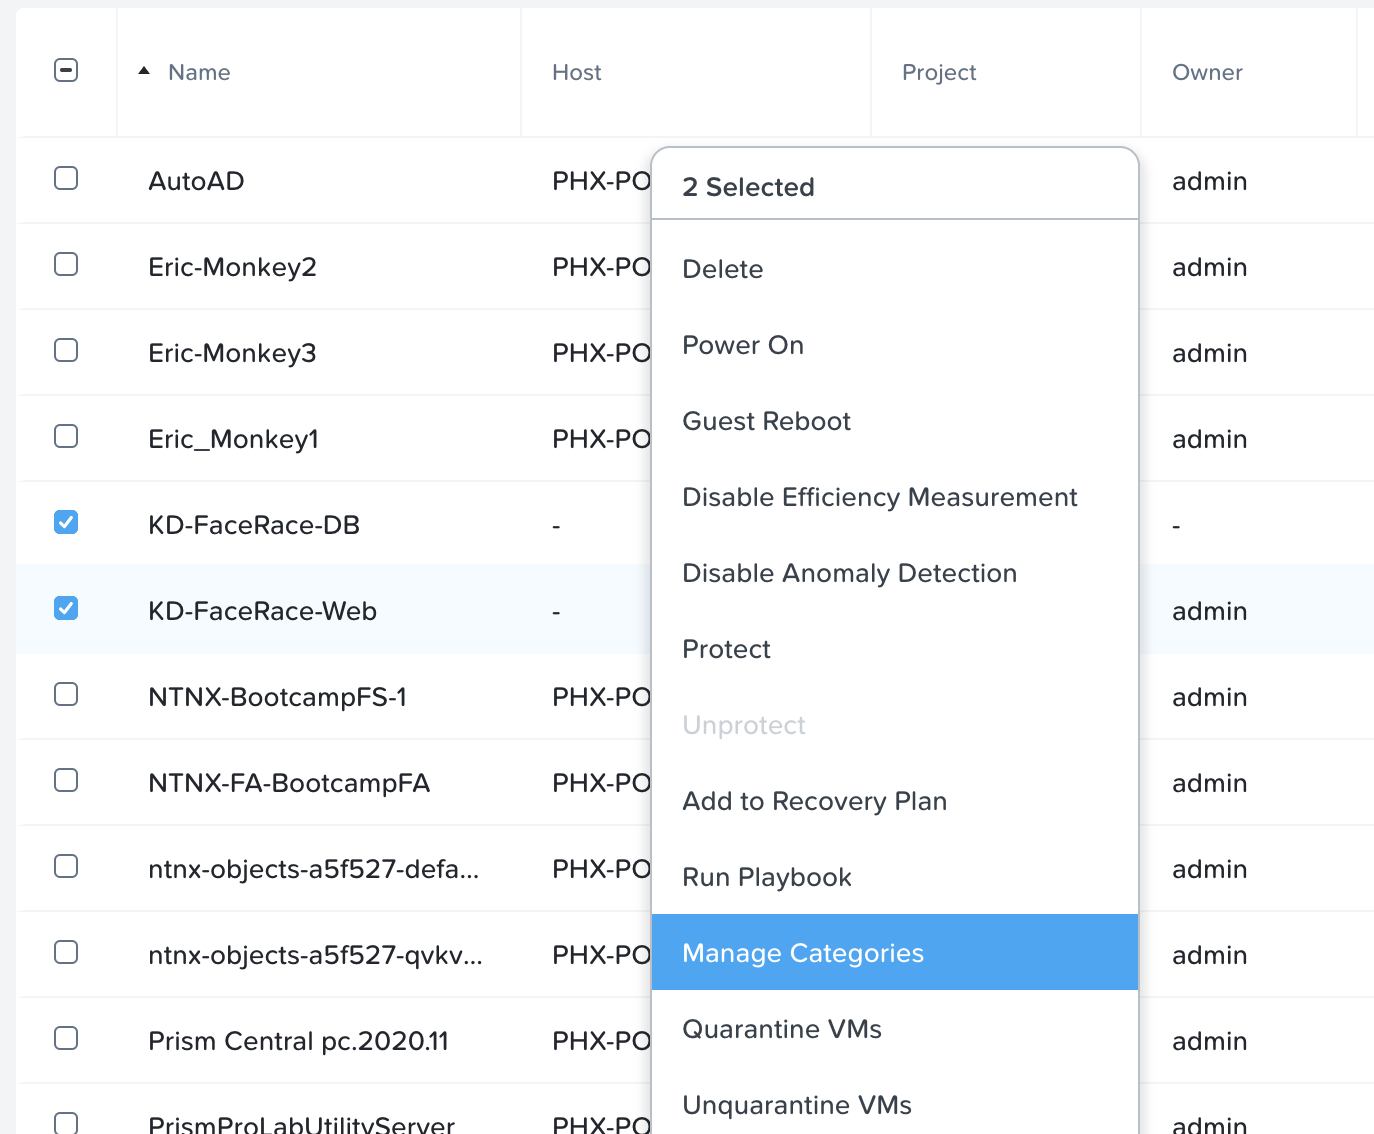 Name Host Project Owner
AutoAD PHX-PO admin
2 Selected
Eric-Monkey2 PHX-PO admin
Delete
Eric-Monkey3 PHX-PO admin
Power On
Eric_Monkey1 PHX-PO admin
Guest Reboot
Disable Efficiency Measurement
KD-FaceRace-DB - -
Disable Anomaly Detection
KD-FaceRace-Web - admin
Protect
NTNX-BootcampFS-1 PHX-PO admin
Unprotect
NTNX-FA-BootcampFA PHX-PO admin
Add to Recovery Plan
ntnx-objects-a5f527-defa... PHX-PO admin
Run Playbook
ntnx-objects-a5f527-qvkv... PHX-PO admin
Manage Categories
Prism Central pc.2020.11 PHX-PO admin
Quarantine VMs
Unquarantine VMs
PrismProLabUtilityServer PHX-PO admin